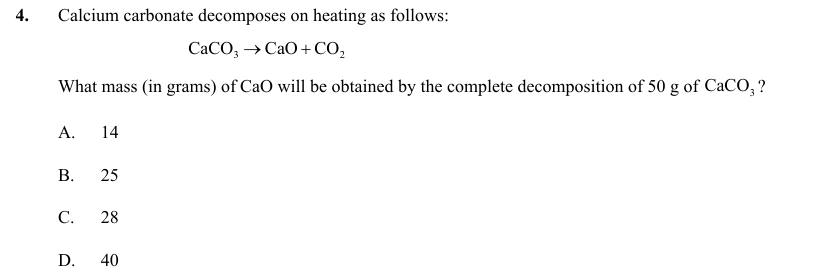 4. Calcium carbonate decomposes on heating as follows:
CaCO₃ → CaO + CO₂
What mass (in grams) of CaO will be obtained by the complete decomposition of 50 g of CaCO₃?
A. 14
B. 25
C. 28
D. 40